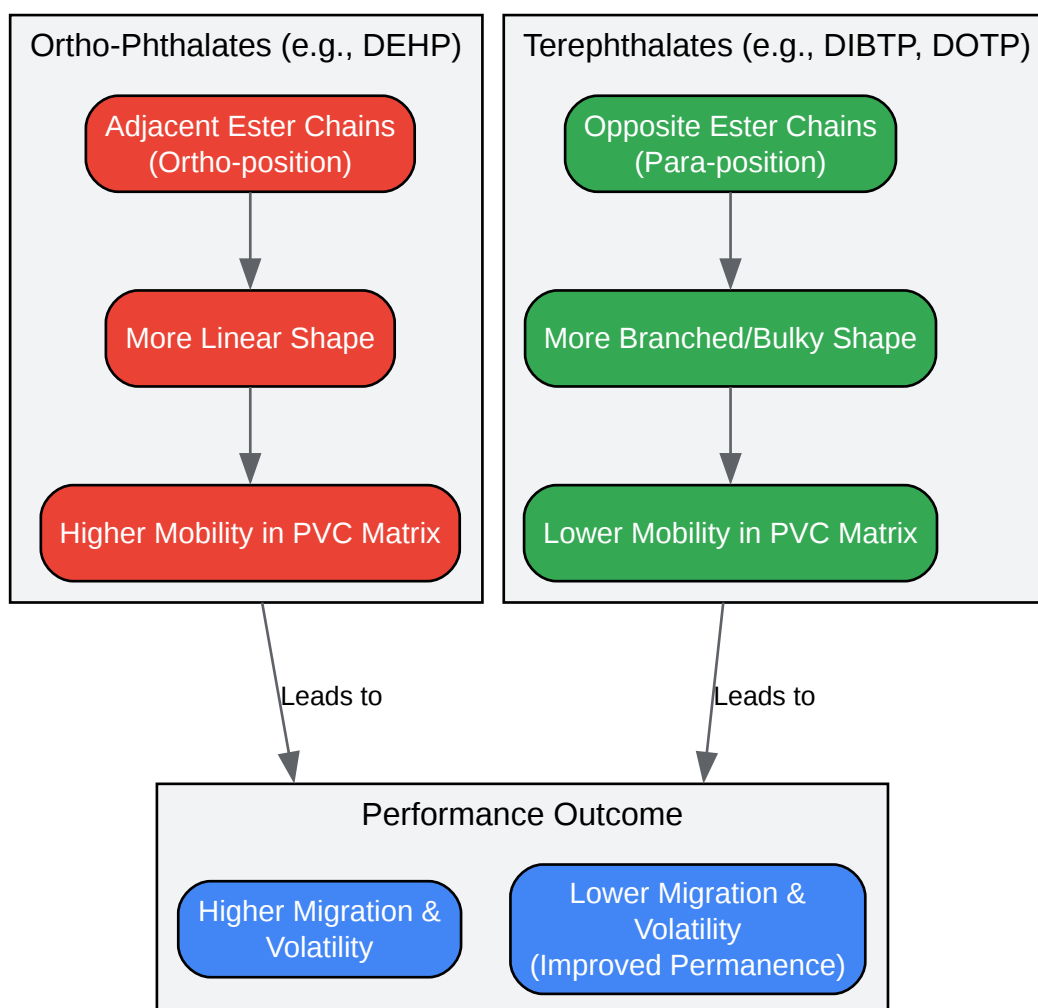 Ortho-Phthalates (e.g., DEHP)
Adjacent Ester Chains
(Ortho-position)
More Linear Shape
Higher Mobility in PVC Matrix
Terephthalates (e.g., DIBTP, DOTP)
Opposite Ester Chains
(Para-position)
More Branched/Bulky Shape
Lower Mobility in PVC Matrix
Leads to
Leads to
Performance Outcome
Higher Migration &
Volatility
Lower Migration &
Volatility
(Improved Permanence)